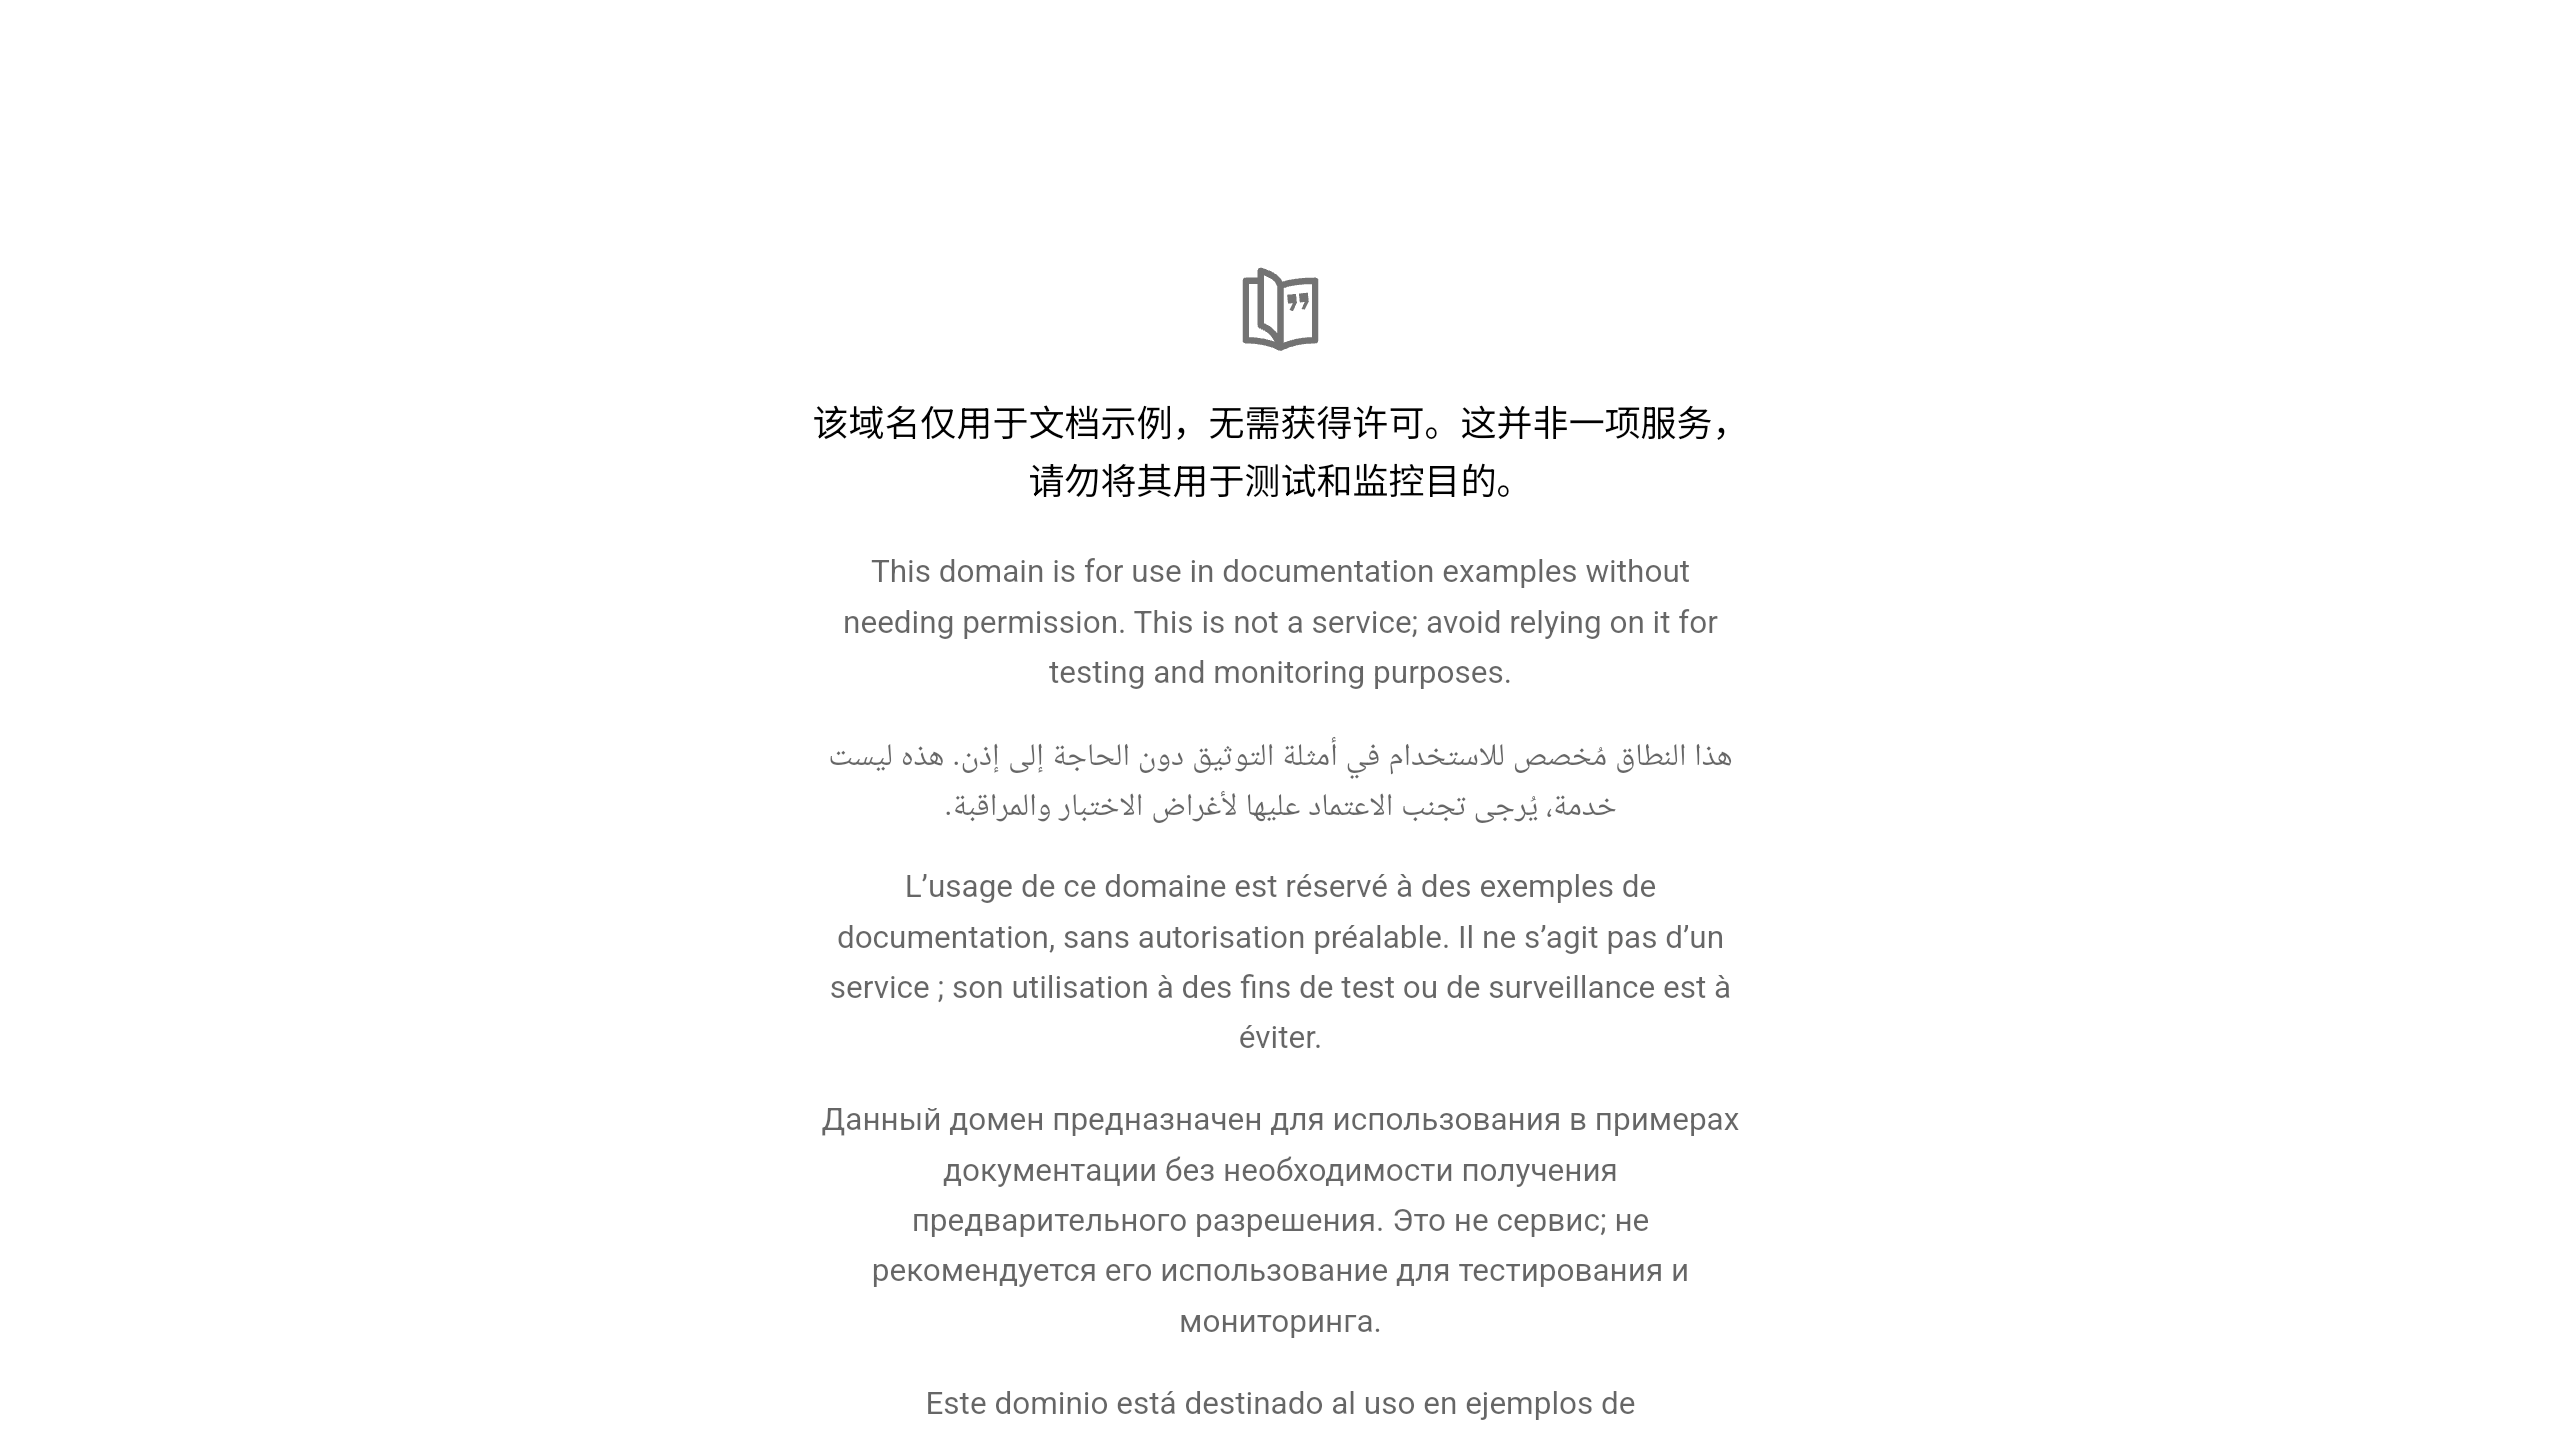 该域名仅用于文档示例，无需获得许可。这并非一项服务，
请勿将其用于测试和监控目的。
This domain is for use in documentation examples without
needing permission. This is not a service; avoid relying on it for
testing and monitoring purposes.
هذا النطاق مُخصص للاستخدام في أمثلة التوثيق دون الحاجة إلى إذن. هذه ليست
خدمة، يُرجى تجنب الاعتماد عليها لأغراض الاختبار والمراقبة.
L’usage de ce domaine est réservé à des exemples de
documentation, sans autorisation préalable. Il ne s’agit pas d’un
service ; son utilisation à des fins de test ou de surveillance est à
éviter.
Данный домен предназначен для использования в примерах
документации без необходимости получения
предварительного разрешения. Это не сервис; не
рекомендуется его использование для тестирования и
мониторинга.
Este dominio está destinado al uso en ejemplos de